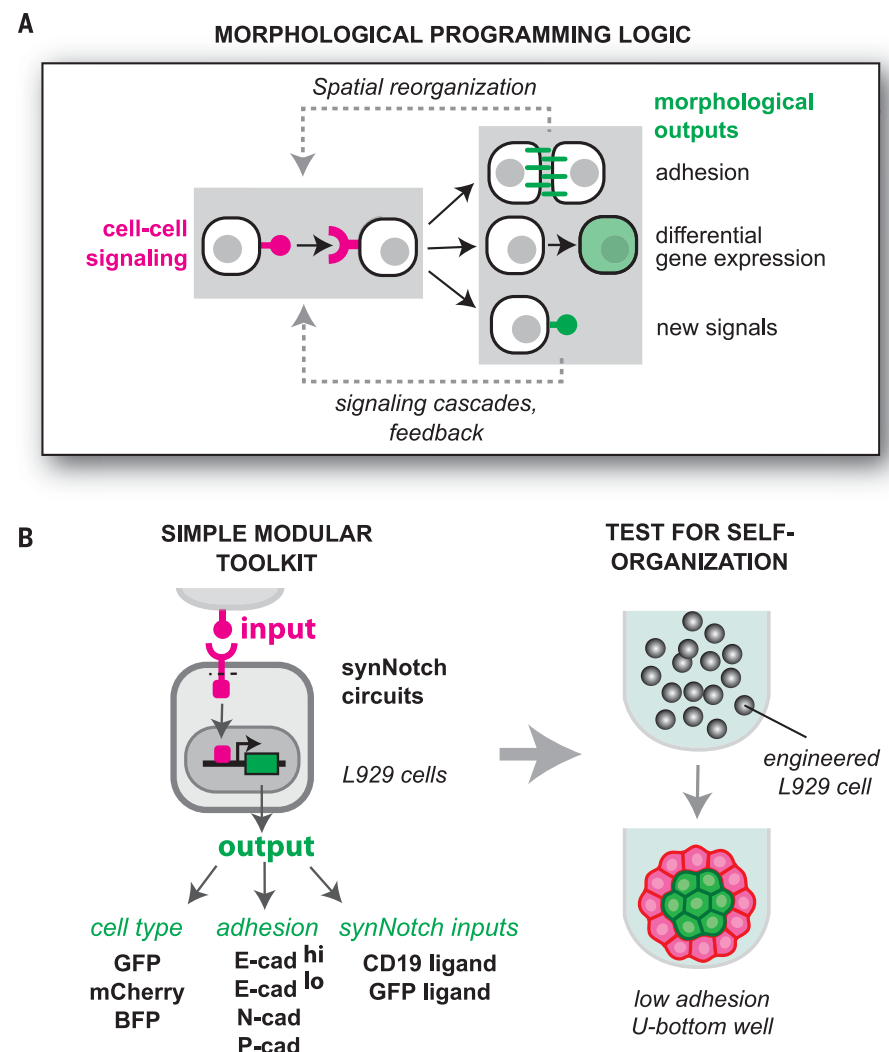 A
MORPHOLOGICAL PROGRAMMING LOGIC
Spatial reorganization
morphological
outputs
adhesion
cell-cell
signaling
differential
gene expression
new signals
signaling cascades,
feedback
B
SIMPLE MODULAR
TOOLKIT
input
synNotch
circuits
L929 cells
output
cell type
GFP
mCherry
BFP
adhesion
E-cad hi
E-cad lo
N-cad
P-cad
synNotch inputs
CD19 ligand
GFP ligand
TEST FOR SELF-
ORGANIZATION
engineered
L929 cell
low adhesion
U-bottom well